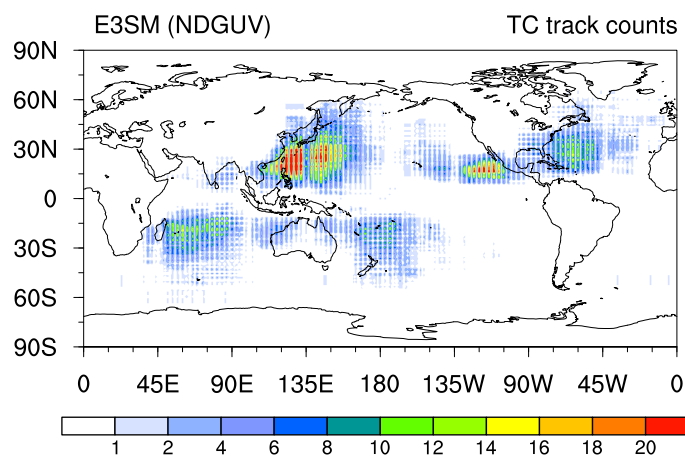 E3SM (NDGUV) TC track counts
90N
60N
30N
0
30S
60S
90S
0 45E 90E 135E 180 135W 90W 45W 0
1 2 4 6 8 10 12 14 16 18 20